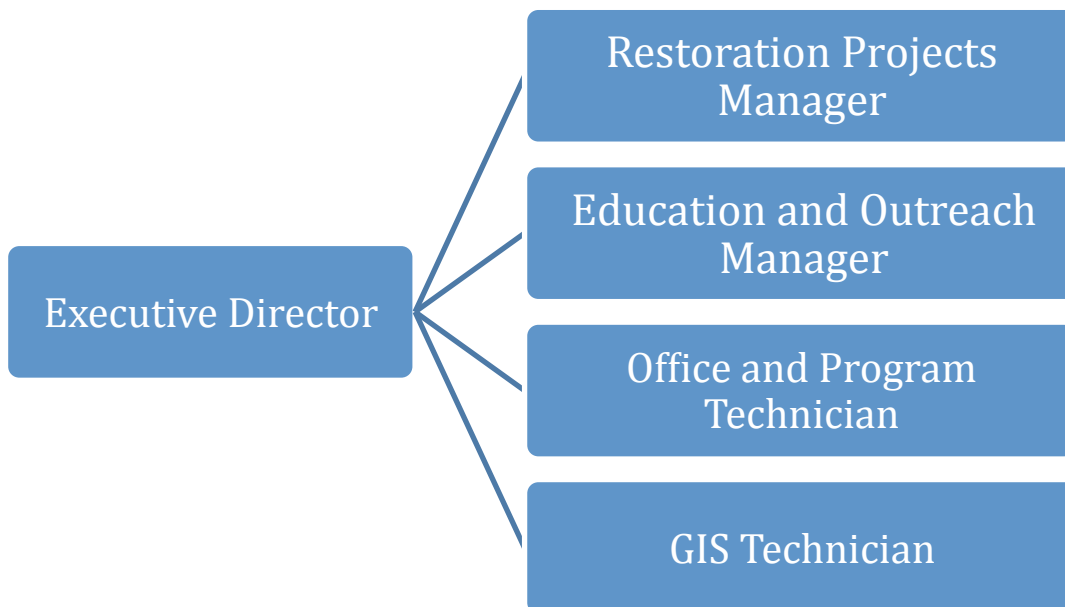 Restoration Projects
Manager
Education and Outreach
Manager
Executive Director
Office and Program
Technician
GIS Technician